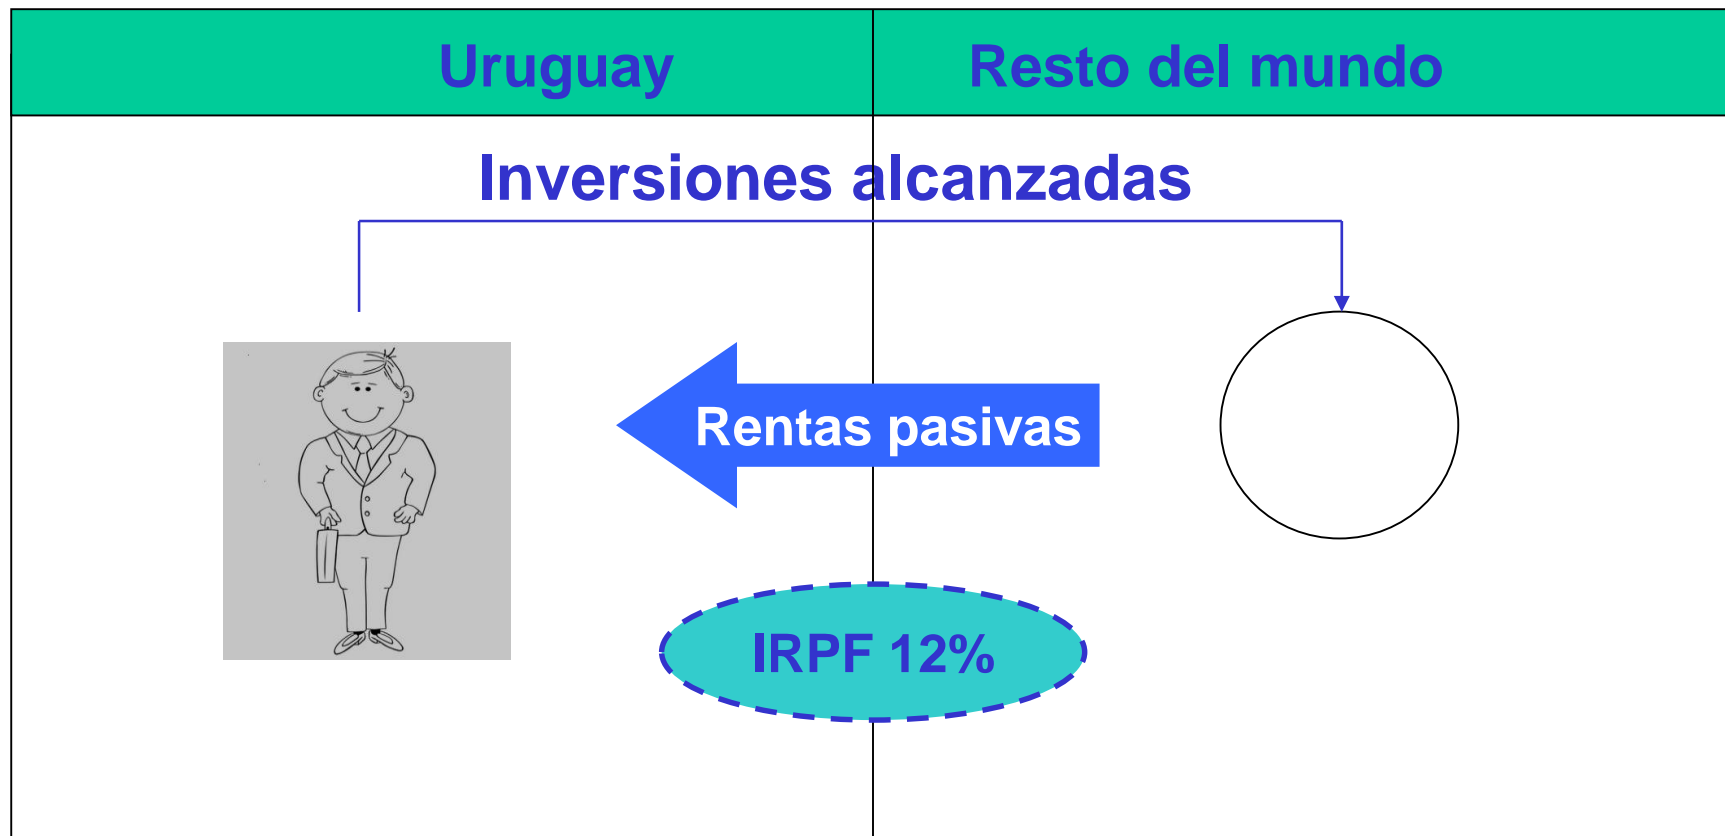 Uruguay
Resto del mundo
Inversiones alcanzadas
Rentas pasivas
IRPF 12%